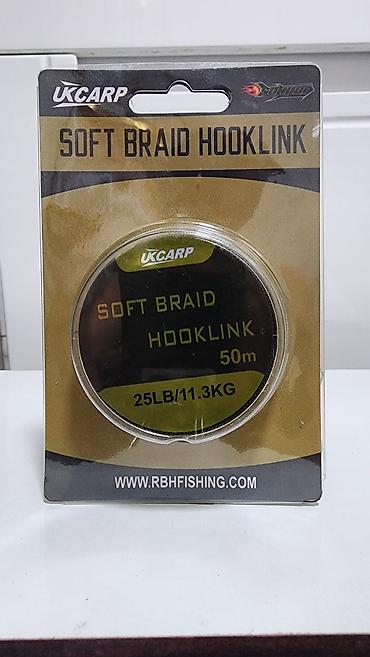 UKCARP
SOFT BRAID HOOKLINK
UKCARP
SOFT BRAID
HOOKLINK
50m
25LB/11.3KG
WWW.RBHFISHING.COM